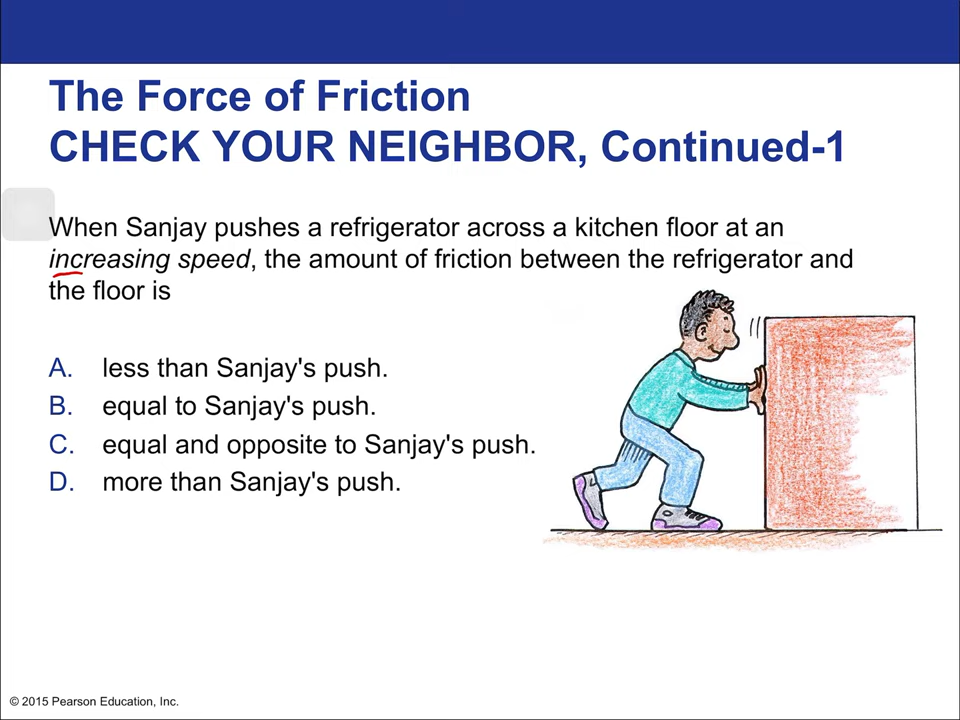 The Force of Friction
CHECK YOUR NEIGHBOR, Continued-1
When Sanjay pushes a refrigerator across a kitchen floor at an
increasing speed, the amount of friction between the refrigerator and
the floor is
A. less than Sanjay's push.
B. equal to Sanjay's push.
C. equal and opposite to Sanjay's push.
D. more than Sanjay's push.
© 2015 Pearson Education, Inc.